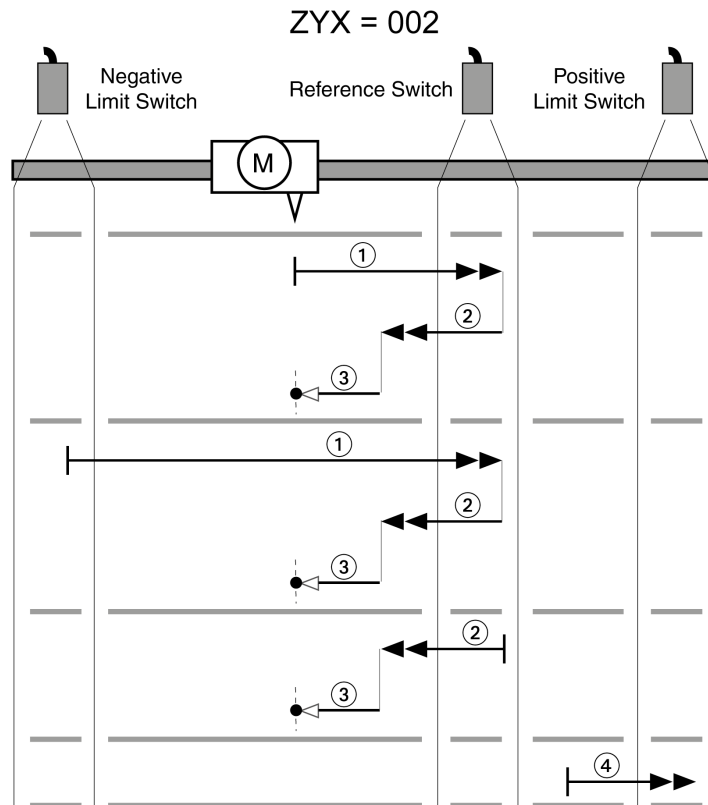 ZYX = 002
Negative
Limit Switch
Reference Switch
Positive
Limit Switch
M
1
2
3
1
2
3
2
3
4